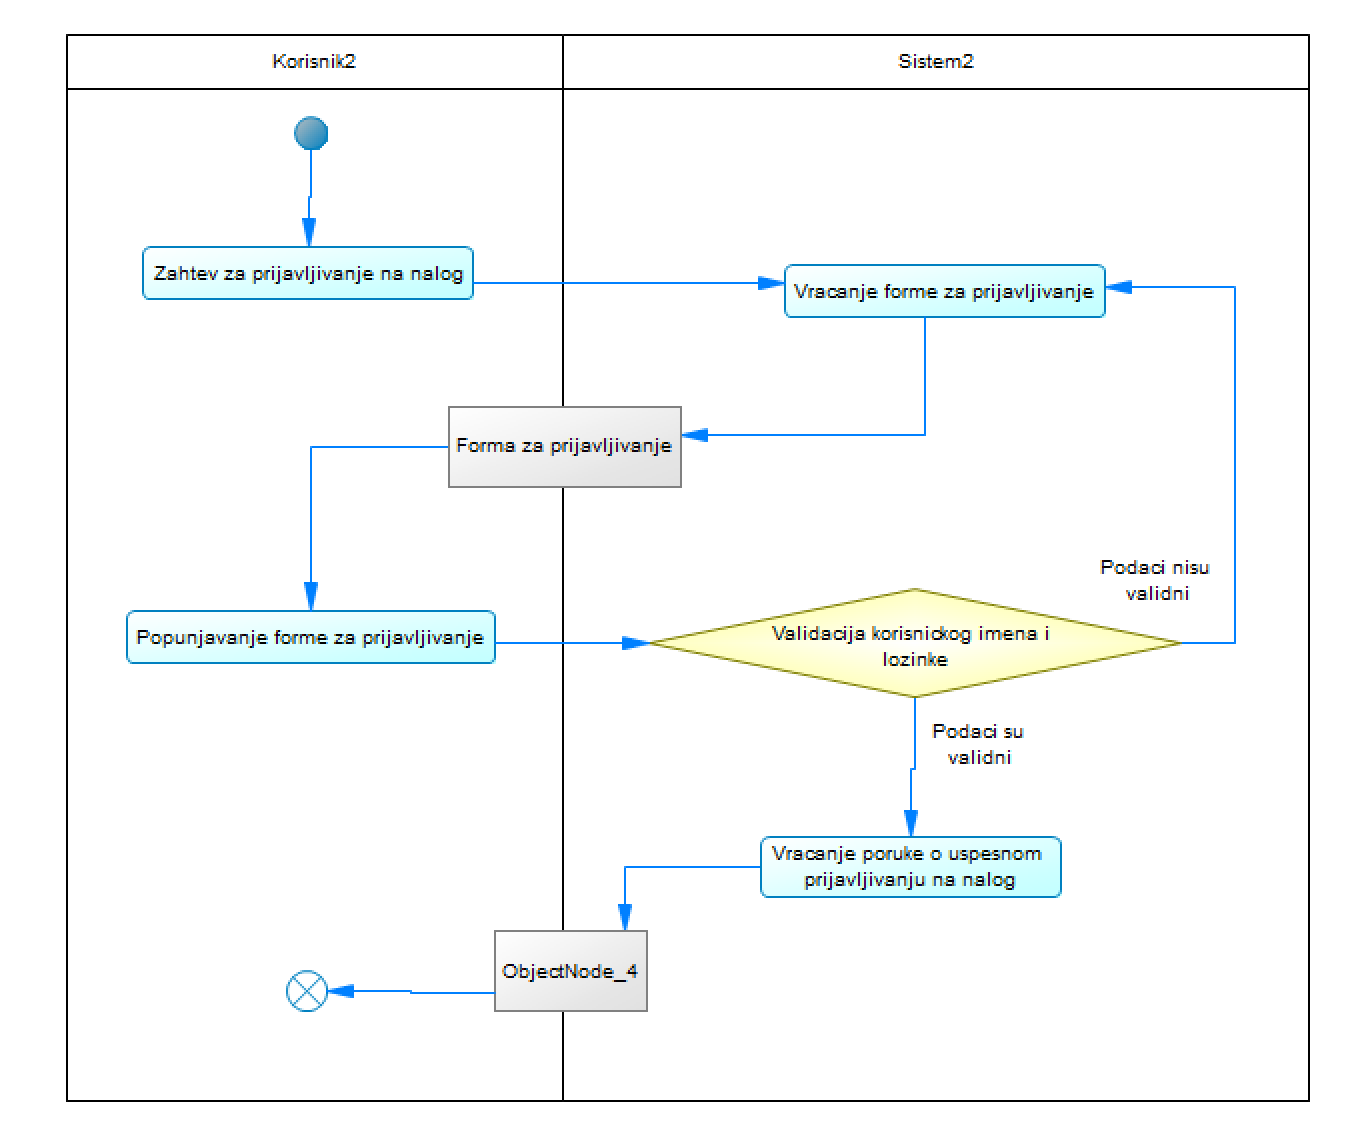 Korisnik2
Sistem2
Zahtev za prijavljivanje na nalog
Vracanje forme za prijavljivanje
Forma za prijavljivanje
Podaci nisu
validni
Popunjavanje forme za prijavljivanje
Validacija korisnickog imena i
lozinke
Podaci su
validni
Vracanje poruke o uspesnom
prijavljivanju na nalog
ObjectNode_4